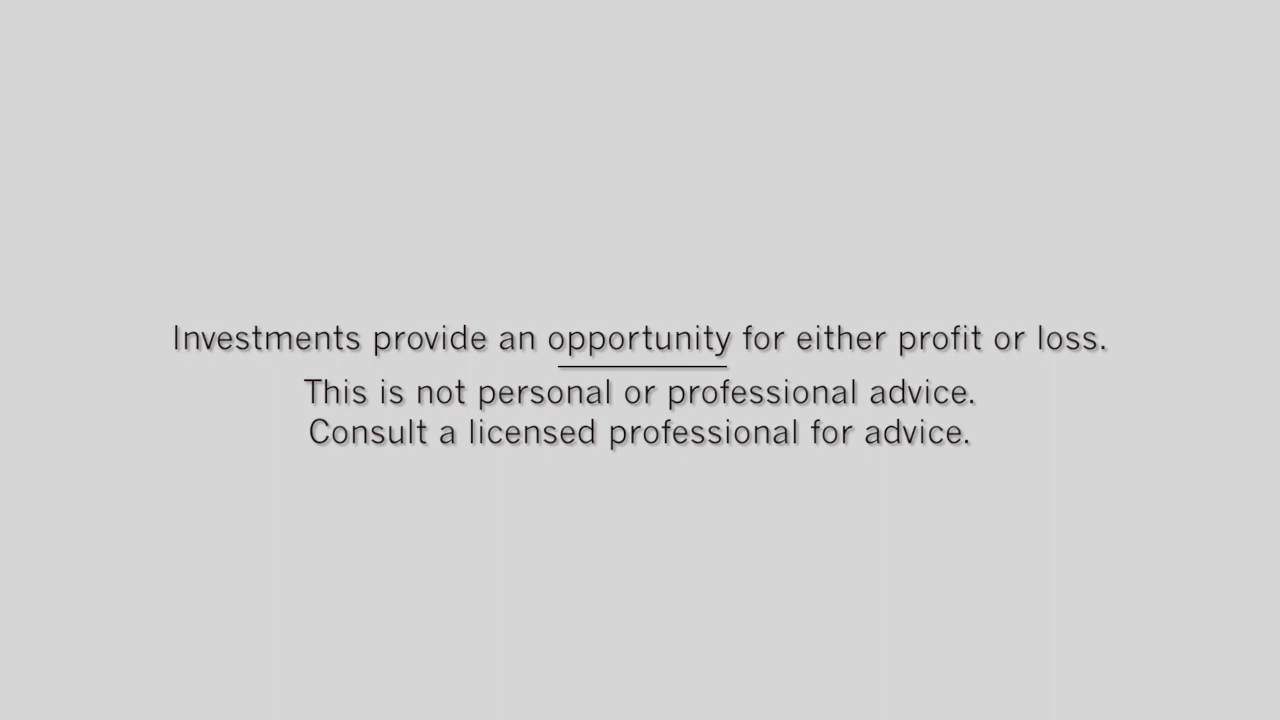 Investments provide an opportunity for either profit or loss.
This is not personal or professional advice.
Consult a licensed professional for advice.